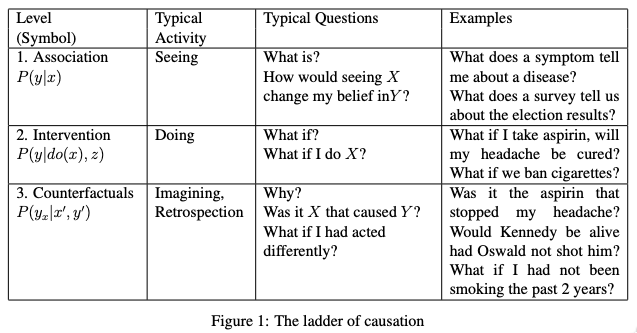 Level Typical Typical Questions Examples
(Symbol) Activity
1. Association Seeing What is? What does a symptom tell
P(y|x) How would seeing X me about a disease?
change my belief inY? What does a survey tell us
about the election results?
2. Intervention Doing What if? What if I take aspirin, will
P(y|do(x), z) What if I do X? my headache be cured?
What if we ban cigarettes?
3. Counterfactuals Imagining, Why? Was it the aspirin that
P(yₓ|x′, y′) Retrospection Was it X that caused Y? stopped my headache?
What if I had acted Would Kennedy be alive
differently? had Oswald not shot him?
What if I had not been
smoking the past 2 years?
Figure 1: The ladder of causation